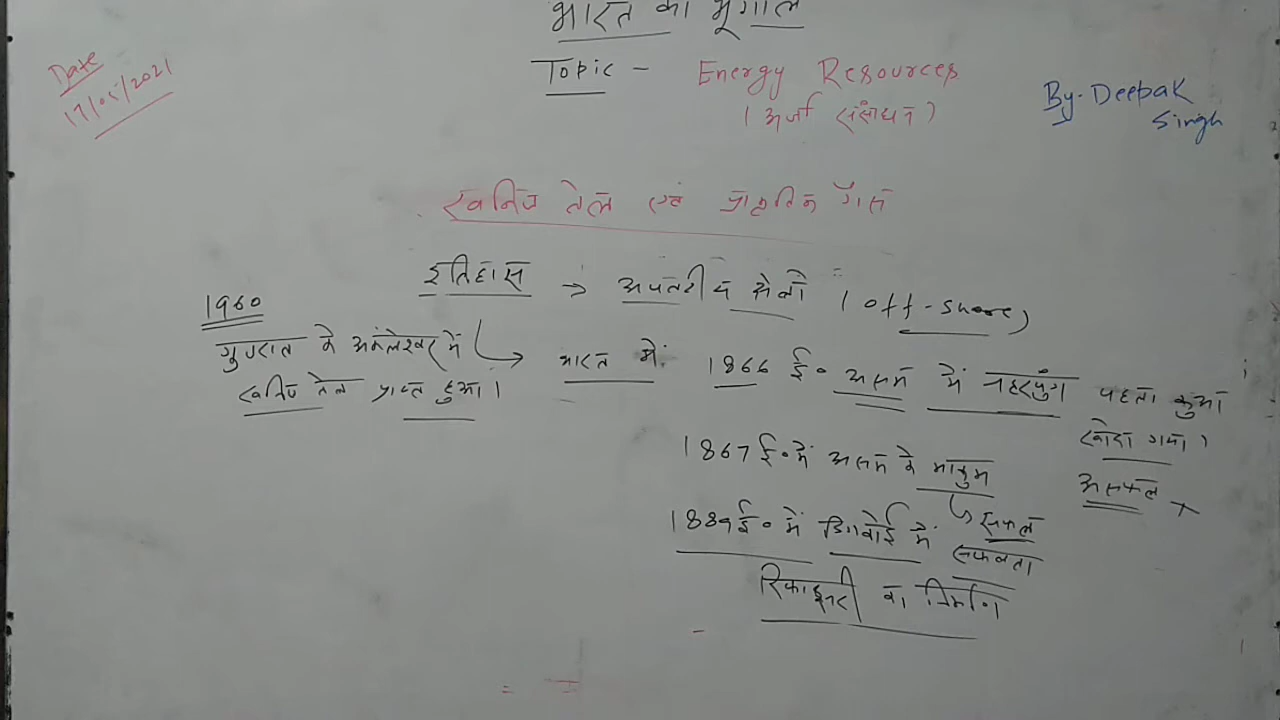 भारत का भूगोल
Date
17/05/2021
Topic - Energy Resources
(ऊर्जा संसाधन)
By- Deepak
Singh
खनिज तेल एवं प्राकृतिक गैस
इतिहास → अपतटीय क्षेत्रों (off-shore)
1960
गुजरात के अंकलेश्वर में
खनिज तेल प्राप्त हुआ।
भारत में 1866 ई० असम में नहरपुंग पहला कुआं
खोदा गया।
असफल ×
1867 ई० में असम के माकुम
सफल
1889 ई० में डिगबोई में सफलता
रिफाइनरी का निर्माण